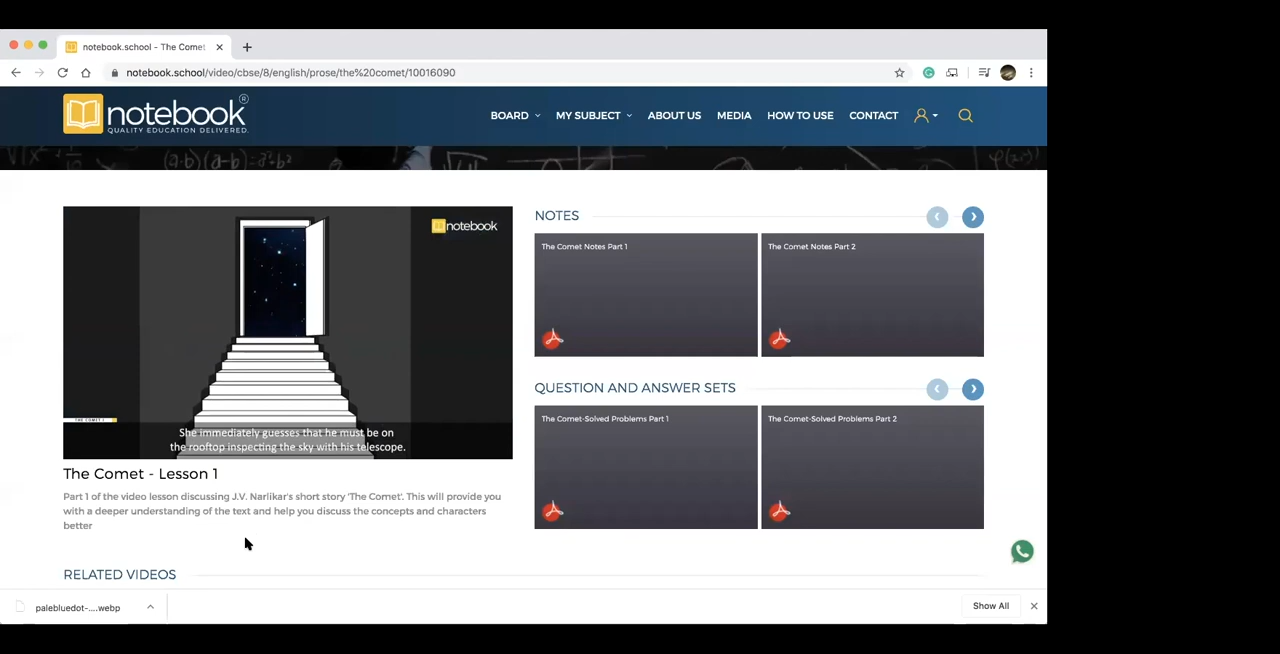 notebook.school - The Comet
notebook.school/video/cbse/8/english/prose/the%20comet/10016090
notebook®
QUALITY EDUCATION DELIVERED.
BOARD
MY SUBJECT
ABOUT US
MEDIA
HOW TO USE
CONTACT
(a·b)(a+b)=a²-b²
notebook
THE COMET 1
She immediately guesses that he must be on
the rooftop inspecting the sky with his telescope.
The Comet - Lesson 1
Part 1 of the video lesson discussing J.V. Narlikar's short story 'The Comet'. This will provide you
with a deeper understanding of the text and help you discuss the concepts and characters
better
NOTES
The Comet Notes Part 1
The Comet Notes Part 2
QUESTION AND ANSWER SETS
The Comet-Solved Problems Part 1
The Comet-Solved Problems Part 2
RELATED VIDEOS
palebluedot-....webp
Show All